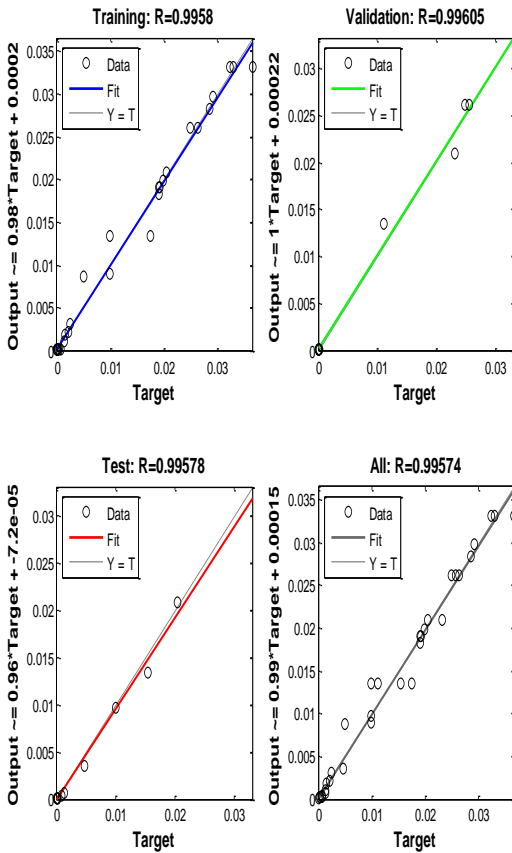 Training: R=0.9958
Output ~= 0.98*Target + 0.0002
0.035
0.03
0.025
0.02
0.015
0.01
0.005
0
Data
Fit
Y = T
0
0.01
0.02
0.03
Target
Validation: R=0.99605
Output ~= 1*Target + 0.00022
0.035
0.03
0.025
0.02
0.015
0.01
0.005
0
Data
Fit
Y = T
0
0.01
0.02
0.03
Target
Test: R=0.99578
Output ~= 0.96*Target + -7.2e-05
0.03
0.025
0.02
0.015
0.01
0.005
0
Data
Fit
Y = T
0
0.01
0.02
0.03
Target
All: R=0.99574
Output ~= 0.99*Target + 0.00015
0.035
0.03
0.025
0.02
0.015
0.01
0.005
0
Data
Fit
Y = T
0
0.01
0.02
0.03
Target